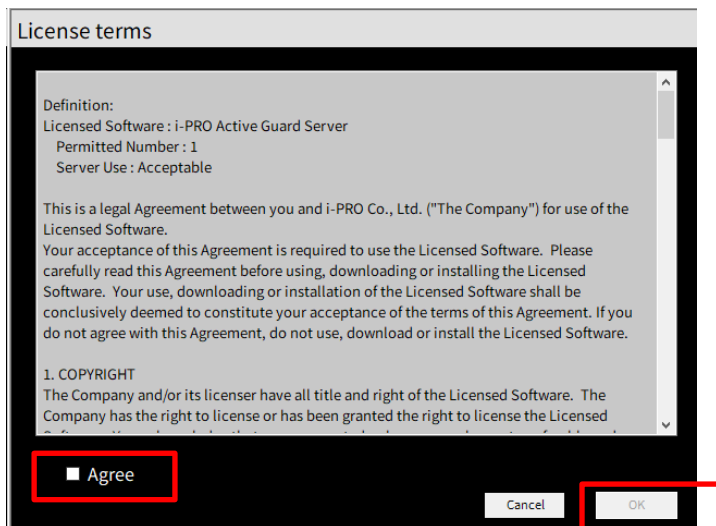 License terms
Definition:
Licensed Software : i-PRO Active Guard Server
Permitted Number : 1
Server Use : Acceptable
This is a legal Agreement between you and i-PRO Co., Ltd. ("The Company") for use of the
Licensed Software.
Your acceptance of this Agreement is required to use the Licensed Software.  Please
carefully read this Agreement before using, downloading or installing the Licensed
Software.  Your use, downloading or installation of the Licensed Software shall be
conclusively deemed to constitute your acceptance of the terms of this Agreement. If you
do not agree with this Agreement, do not use, download or install the Licensed Software.
1. COPYRIGHT
The Company and/or its licenser have all title and right of the Licensed Software.  The
Company has the right to license or has been granted the right to license the Licensed
Agree
Cancel
OK